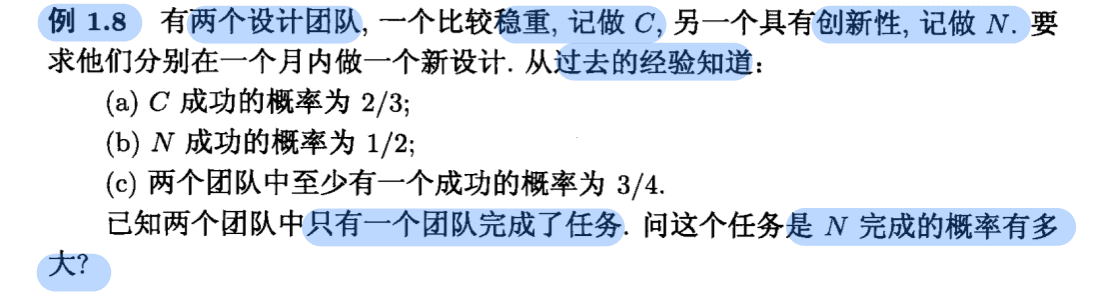 例 1.8 有两个设计团队, 一个比较稳重, 记做 C, 另一个具有创新性, 记做 N. 要
求他们分别在一个月内做一个新设计. 从过去的经验知道:
(a) C 成功的概率为 2/3;
(b) N 成功的概率为 1/2;
(c) 两个团队中至少有一个成功的概率为 3/4.
已知两个团队中只有一个团队完成了任务. 问这个任务是 N 完成的概率有多
大?